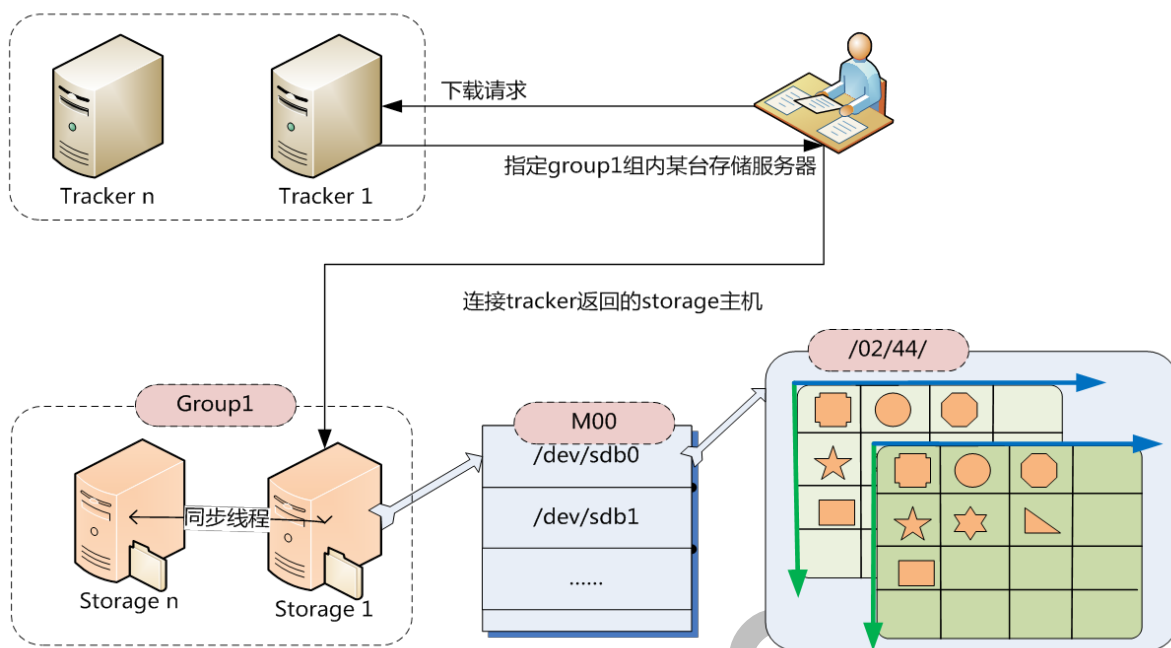 下载请求
Tracker n
Tracker 1
指定group1组内某台存储服务器
连接tracker返回的storage主机
/02/44/
Group1
M00
/dev/sdb0
同步线程
/dev/sdb1
......
Storage n
Storage 1